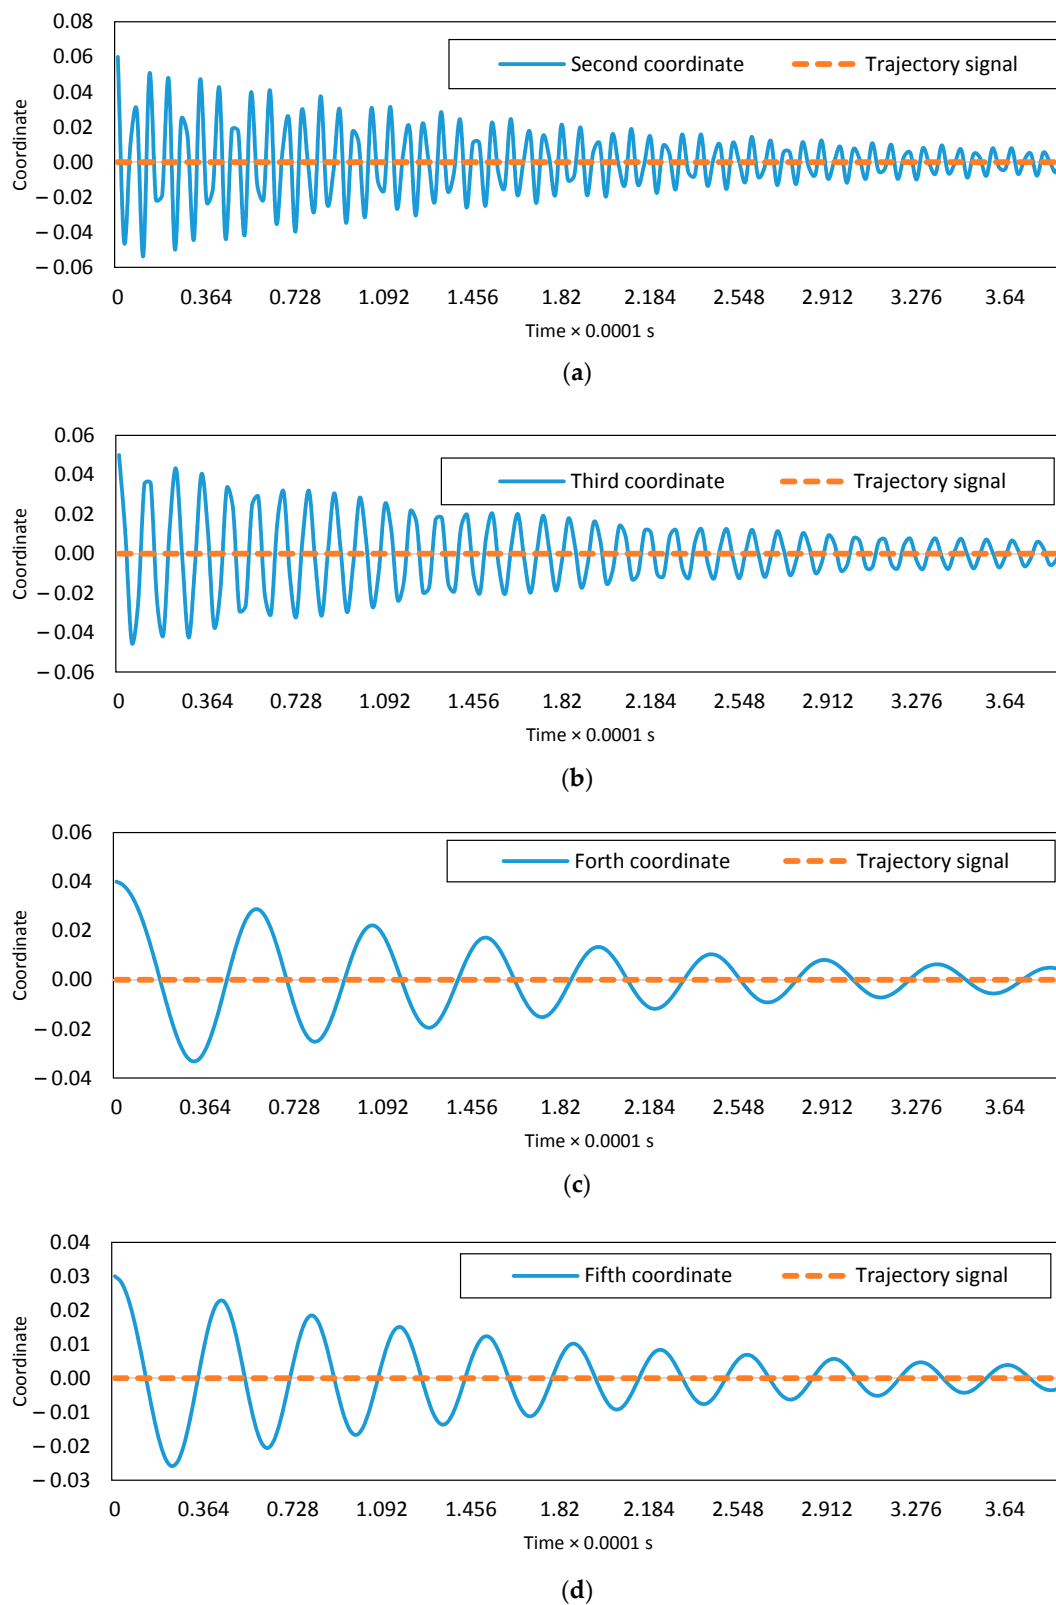 0.08
0.06
0.04
0.02
0.00
– 0.02
– 0.04
– 0.06
Coordinate
Second coordinate Trajectory signal
0 0.364 0.728 1.092 1.456 1.82 2.184 2.548 2.912 3.276 3.64
Time × 0.0001 s
(a)
0.06
0.04
0.02
0.00
– 0.02
– 0.04
– 0.06
Coordinate
Third coordinate Trajectory signal
0 0.364 0.728 1.092 1.456 1.82 2.184 2.548 2.912 3.276 3.64
Time × 0.0001 s
(b)
0.06
0.04
0.02
0.00
– 0.02
– 0.04
Coordinate
Forth coordinate Trajectory signal
0 0.364 0.728 1.092 1.456 1.82 2.184 2.548 2.912 3.276 3.64
Time × 0.0001 s
(c)
0.04
0.03
0.02
0.01
0.00
– 0.01
– 0.02
– 0.03
Coordinate
Fifth coordinate Trajectory signal
0 0.364 0.728 1.092 1.456 1.82 2.184 2.548 2.912 3.276 3.64
Time × 0.0001 s
(d)